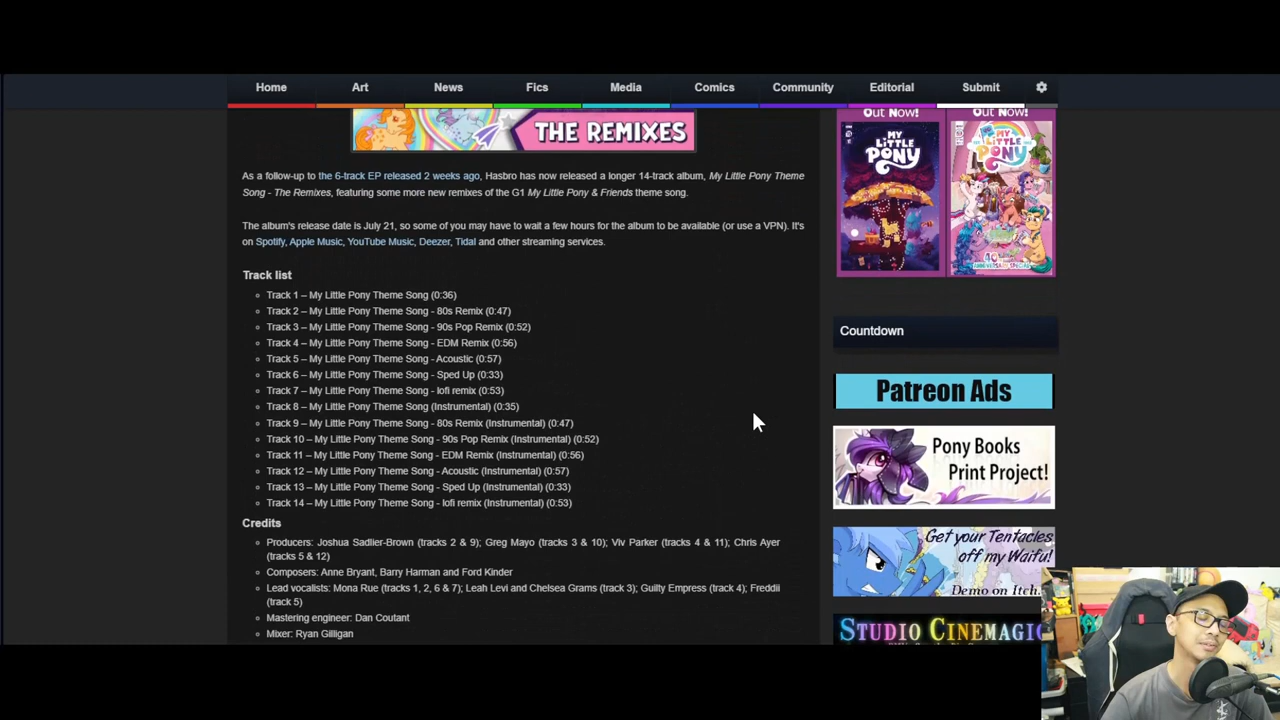 Home Art News Fics Media Comics Community Editorial Submit
THE REMIXES
As a follow-up to the 6-track EP released 2 weeks ago, Hasbro has now released a longer 14-track album, My Little Pony Theme
Song - The Remixes, featuring some more new remixes of the G1 My Little Pony & Friends theme song.
The album's release date is July 21, so some of you may have to wait a few hours for the album to be available (or use a VPN). It's
on Spotify, Apple Music, YouTube Music, Deezer, Tidal and other streaming services.
Track list
Track 1 – My Little Pony Theme Song (0:36)
Track 2 – My Little Pony Theme Song - 80s Remix (0:47)
Track 3 – My Little Pony Theme Song - 90s Pop Remix (0:52)
Track 4 – My Little Pony Theme Song - EDM Remix (0:56)
Track 5 – My Little Pony Theme Song - Acoustic (0:57)
Track 6 – My Little Pony Theme Song - Sped Up (0:33)
Track 7 – My Little Pony Theme Song - lofi remix (0:53)
Track 8 – My Little Pony Theme Song (Instrumental) (0:35)
Track 9 – My Little Pony Theme Song - 80s Remix (Instrumental) (0:47)
Track 10 – My Little Pony Theme Song - 90s Pop Remix (Instrumental) (0:52)
Track 11 – My Little Pony Theme Song - EDM Remix (Instrumental) (0:56)
Track 12 – My Little Pony Theme Song - Acoustic (Instrumental) (0:57)
Track 13 – My Little Pony Theme Song - Sped Up (Instrumental) (0:33)
Track 14 – My Little Pony Theme Song - lofi remix (Instrumental) (0:53)
Credits
Producers: Joshua Sadlier-Brown (tracks 2 & 9); Greg Mayo (tracks 3 & 10); Viv Parker (tracks 4 & 11); Chris Ayer
(tracks 5 & 12)
Composers: Anne Bryant, Barry Harman and Ford Kinder
Lead vocalists: Mona Rue (tracks 1, 2, 6 & 7); Leah Levi and Chelsea Grams (track 3); Guilty Empress (track 4); Freddii
(track 5)
Mastering engineer: Dan Coutant
Mixer: Ryan Gilligan
Out Now! Out Now!
MY
LITTLE
PONY
MY
LITTLE
PONY
40th
ANNIVERSARY SPECIAL
Countdown
Patreon Ads
Pony Books
Print Project!
Get your Tentacles
off my Waifu!
Demo on Itch.
STUDIO CINEMAGIC